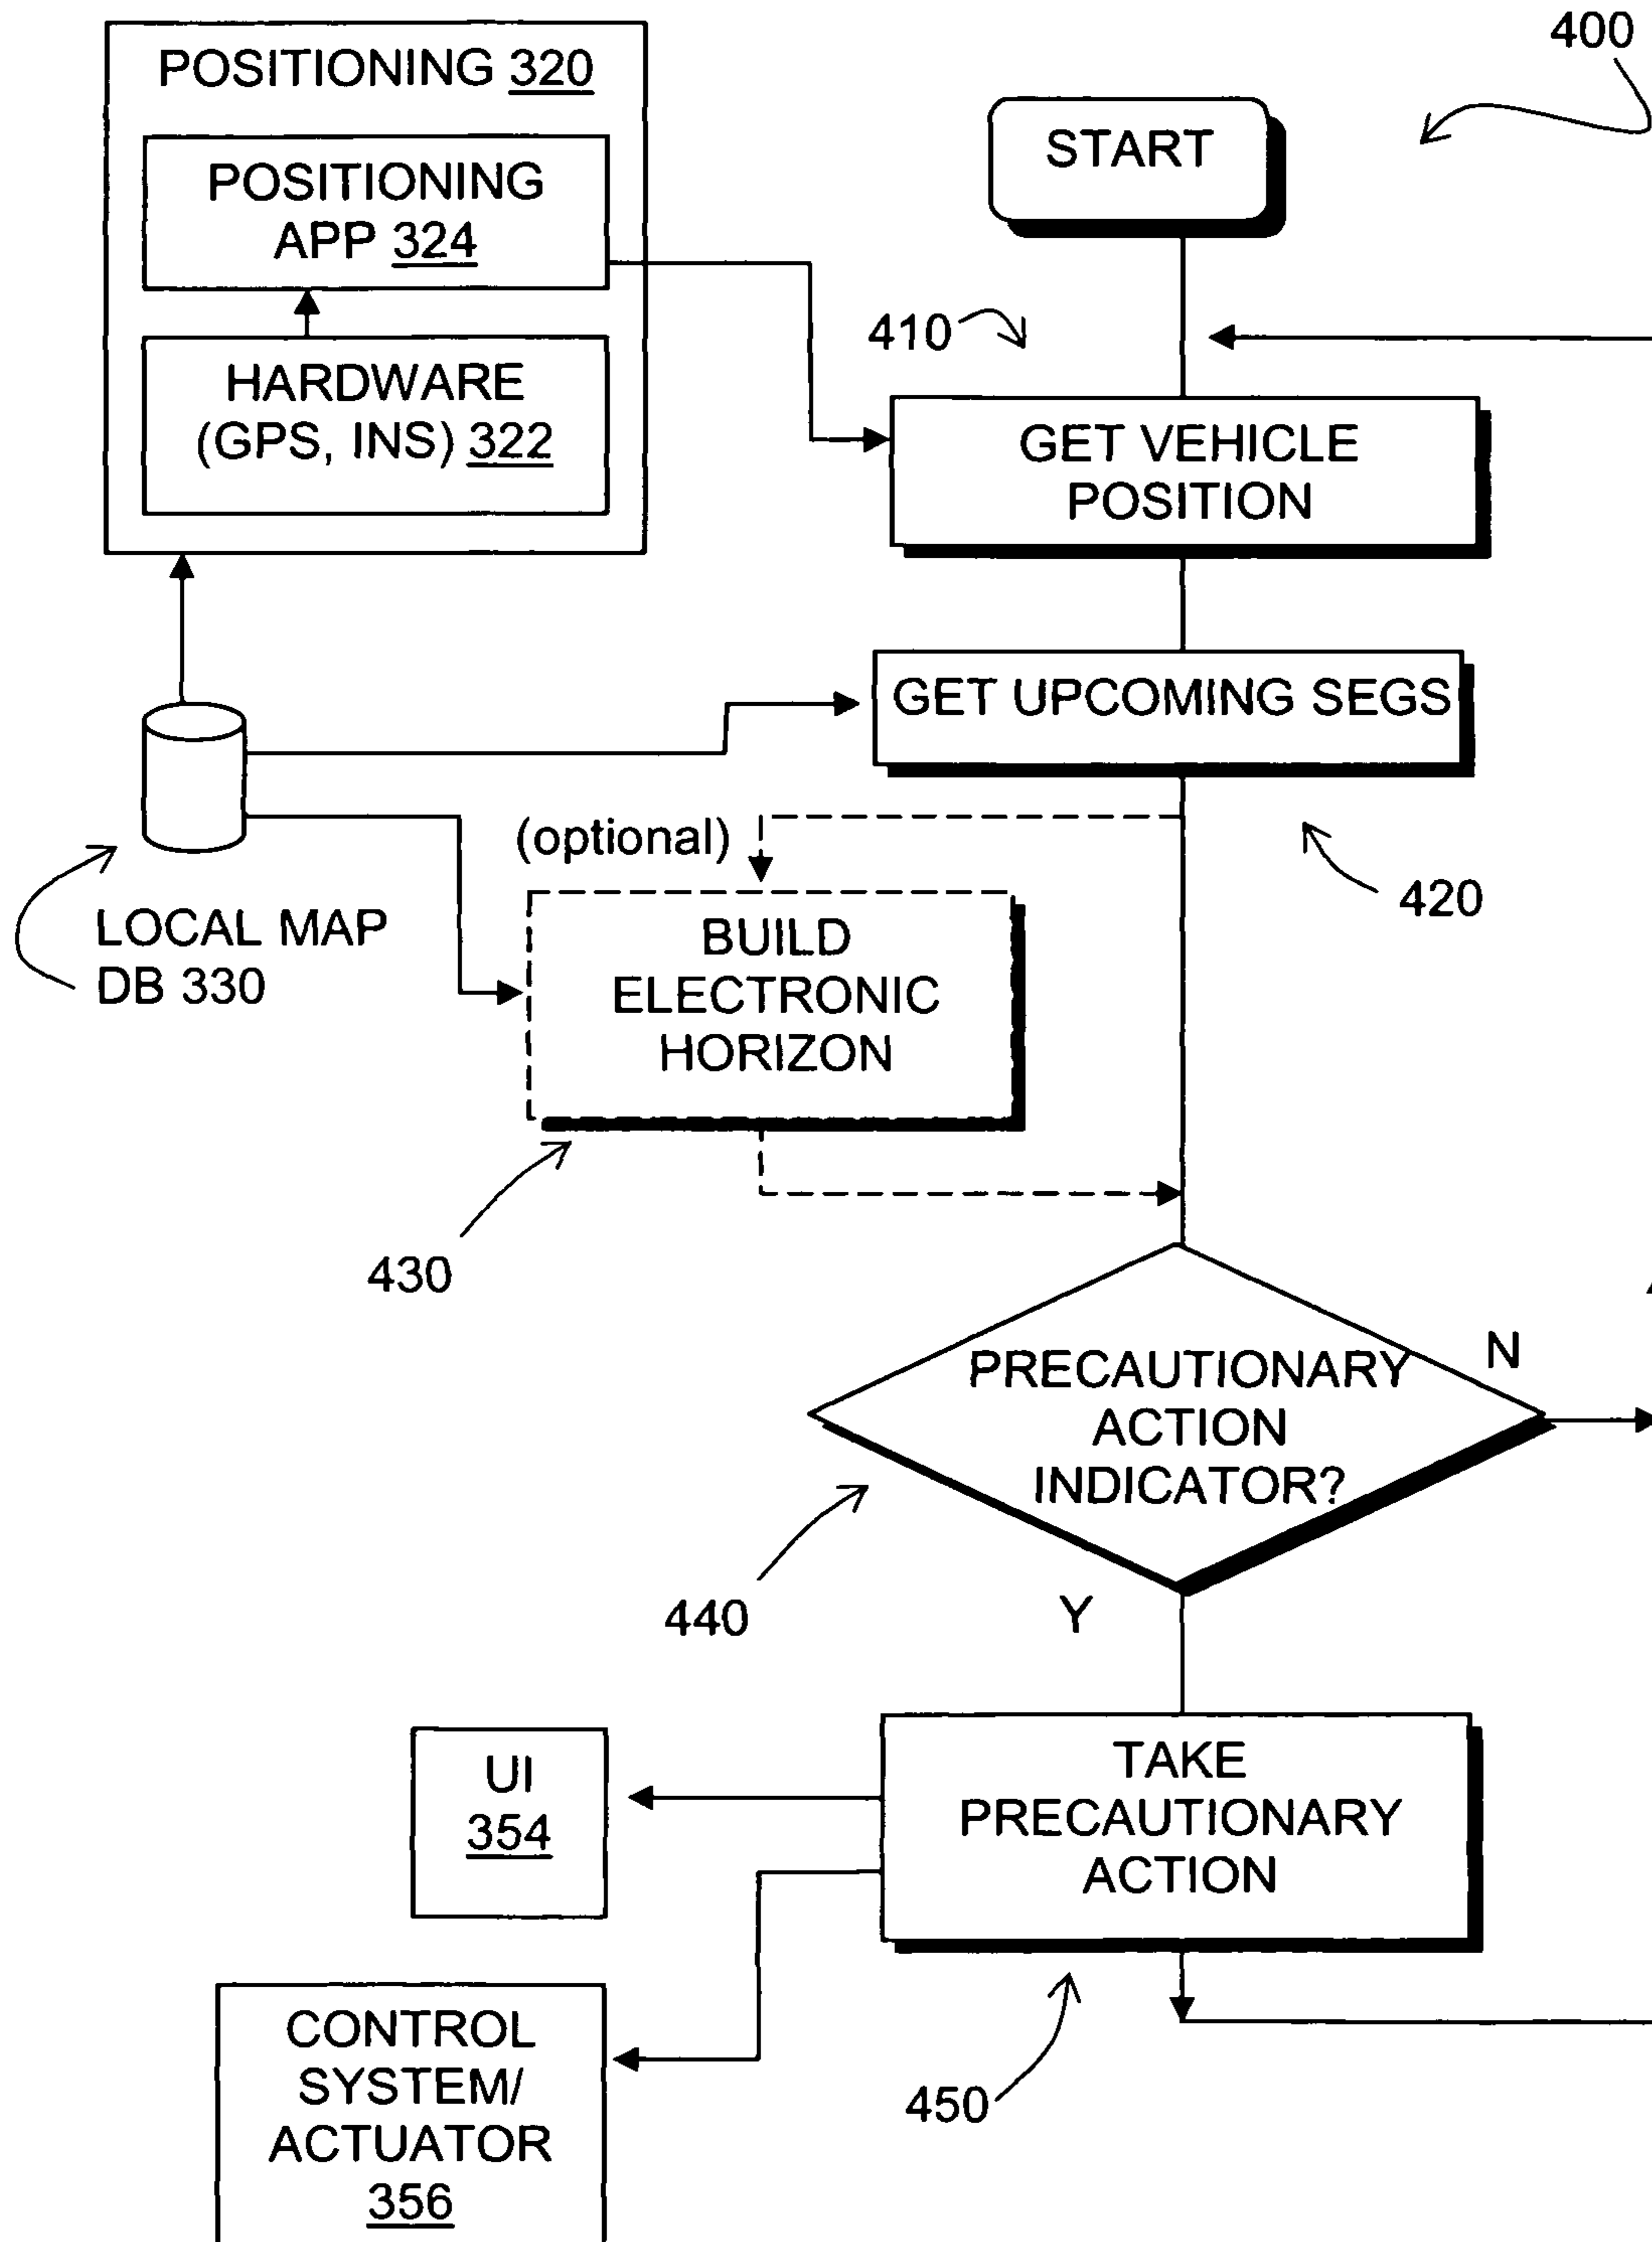 400
POSITIONING 320
START
POSITIONING
APP 324
410
HARDWARE
(GPS, INS) 322
GET VEHICLE
POSITION
GET UPCOMING SEGS
(optional)
420
LOCAL MAP
DB 330
BUILD
ELECTRONIC
HORIZON
430
N
PRECAUTIONARY
ACTION
INDICATOR?
440
Y
UI
354
TAKE
PRECAUTIONARY
ACTION
CONTROL
SYSTEM/
ACTUATOR
356
450